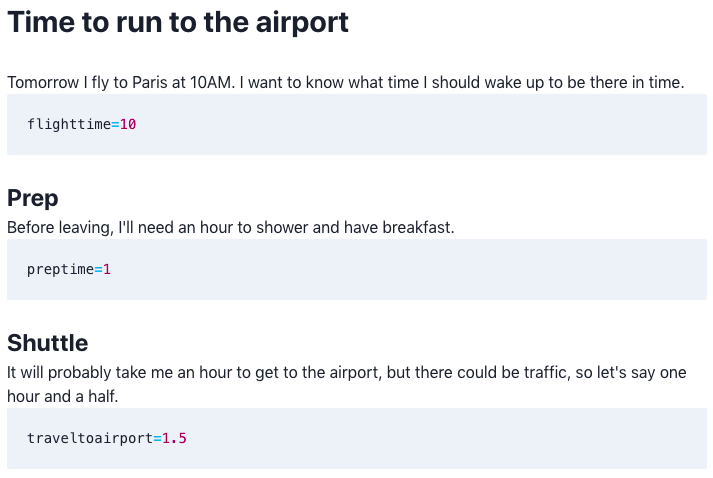 Time to run to the airport
Tomorrow I fly to Paris at 10AM. I want to know what time I should wake up to be there in time.
flighttime=10
Prep
Before leaving, I'll need an hour to shower and have breakfast.
preptime=1
Shuttle
It will probably take me an hour to get to the airport, but there could be traffic, so let's say one
hour and a half.
traveltoairport=1.5